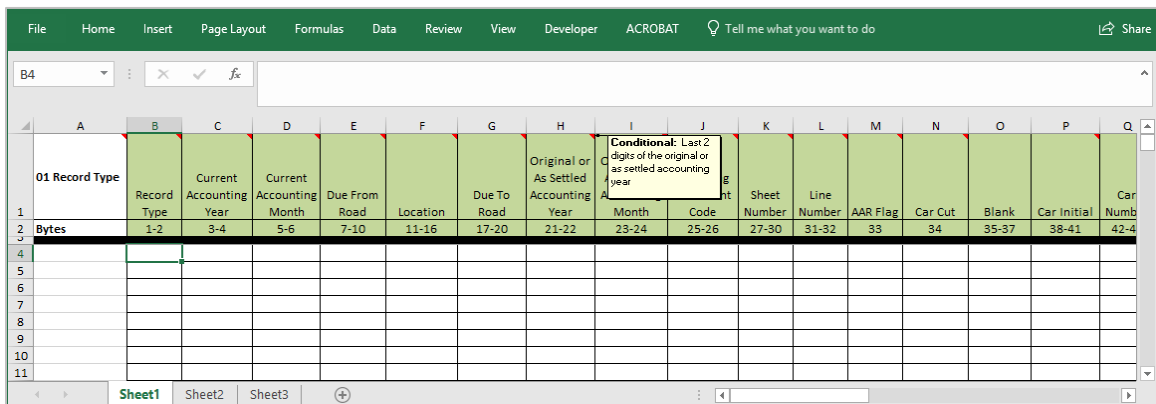 File Home Insert Page Layout Formulas Data Review View Developer ACROBAT Tell me what you want to do Share
B4 fx
A B C D E F G H I J K L M N O P Q
1 01 Record Type Record Type Current Accounting Year Current Accounting Month Due From Road Location Due To Road Original or As Settled Accounting Year Month Code Sheet Number Line Number AAR Flag Car Cut Blank Car Initial Car Numb
Conditional: Last 2
digits of the original or
as settled accounting
year
2 Bytes 1-2 3-4 5-6 7-10 11-16 17-20 21-22 23-24 25-26 27-30 31-32 33 34 35-37 38-41 42-4
3
4
5
6
7
8
9
10
11
Sheet1 Sheet2 Sheet3